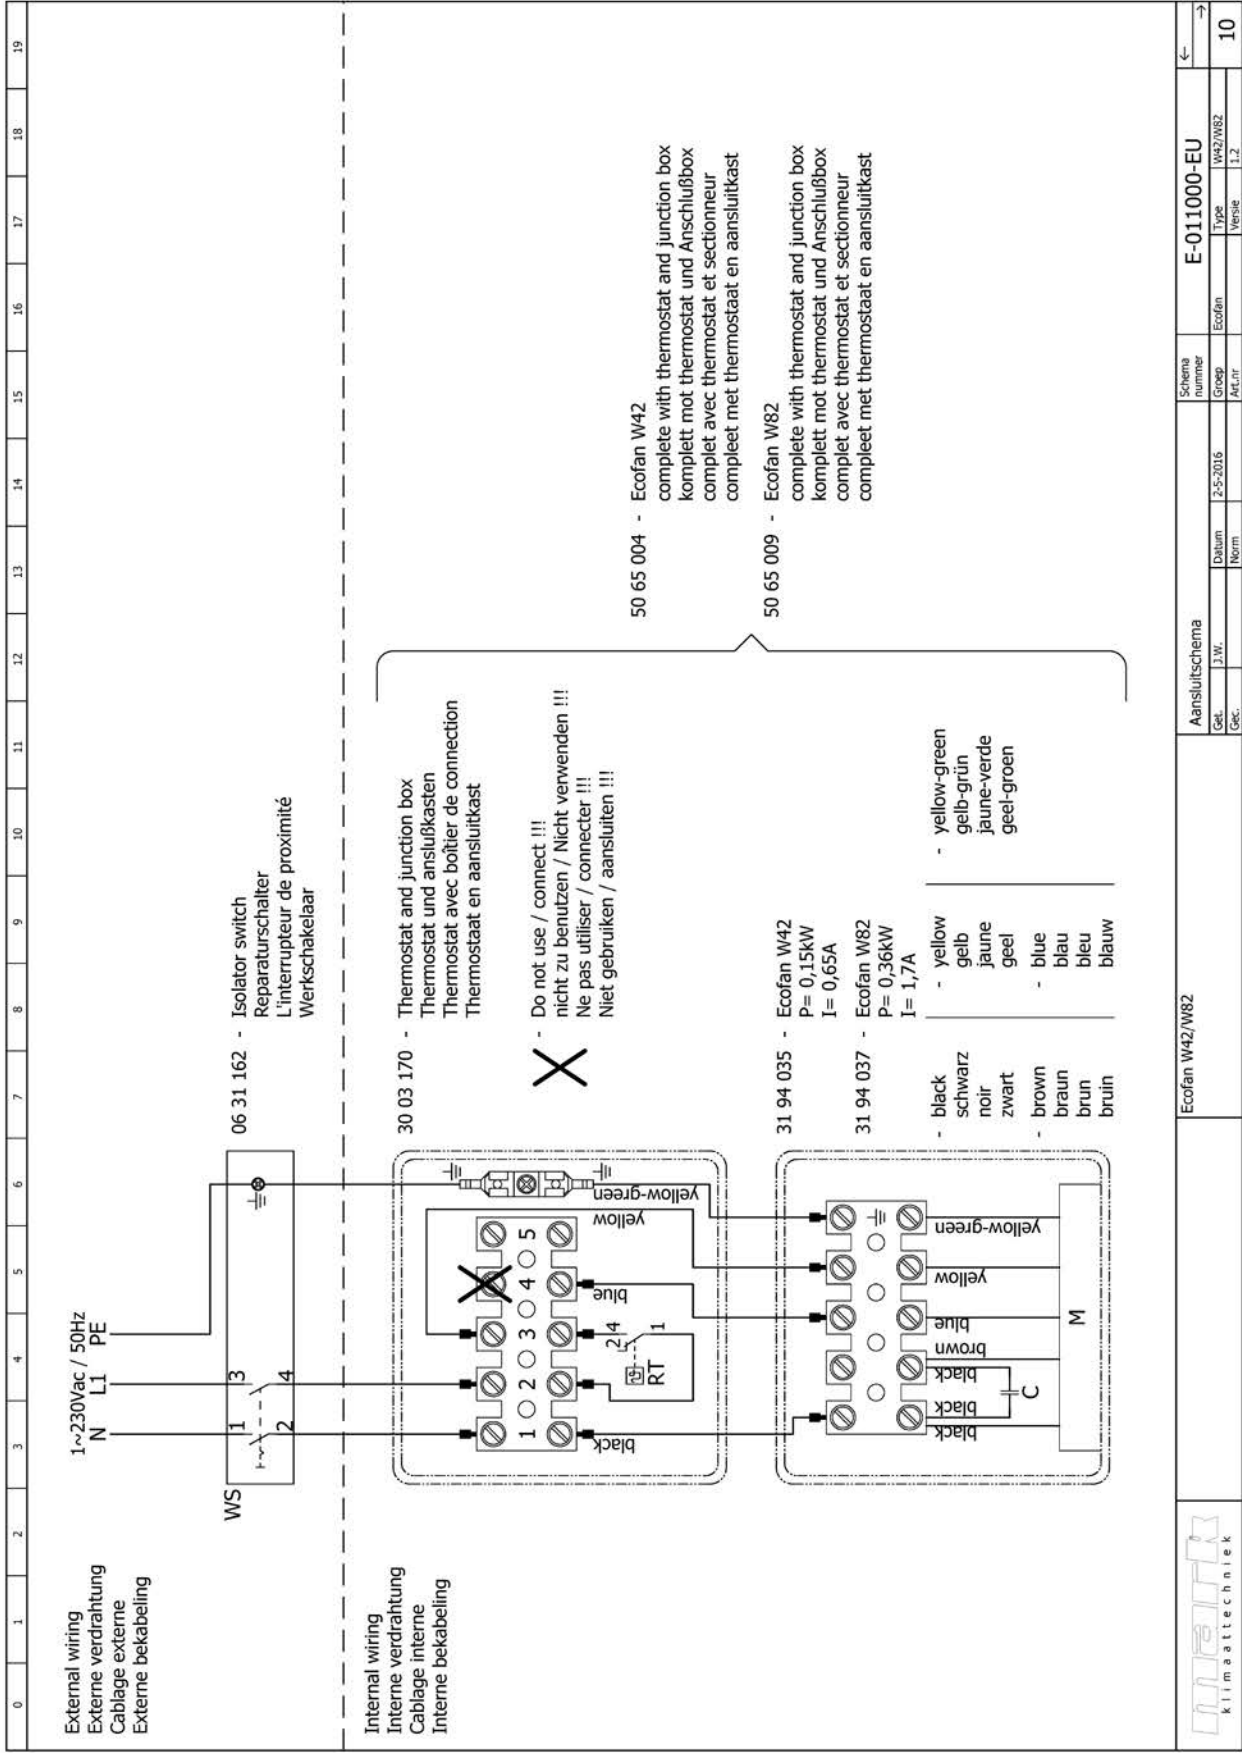 0 1 2 3 4 5 6 7 8 9 10 11 12 13 14 15 16 17 18 19
External wiring
Externe verdrahtung
Cablage externe
Externe bekabeling
1~230Vac / 50Hz
N L1 PE
WS
1 3
2 4
06 31 162 - Isolator switch
Reparaturschalter
L'interrupteur de proximité
Werkschakelaar
Internal wiring
Interne verdrahtung
Cablage interne
Interne bekabeling
1 2 3 4 5
black
blue
yellow
yellow-green
2 4
1
RT
30 03 170 - Thermostat and junction box
Thermostat und anslußkasten
Thermostat avec boîtier de connection
Thermostaat en aansluitkast
- Do not use / connect !!!
nicht zu benutzen / Nicht verwenden !!!
Ne pas utiliser / connecter !!!
Niet gebruiken / aansluiten !!!
50 65 004 - Ecofan W42
complete with thermostat and junction box
komplett mot thermostat und Anschlußbox
complet avec thermostat et sectionneur
compleet met thermostaat en aansluitkast
50 65 009 - Ecofan W82
complete with thermostat and junction box
komplett mot thermostat und Anschlußbox
complet avec thermostat et sectionneur
compleet met thermostaat en aansluitkast
black
black
black
brown
blue
yellow
yellow-green
C
M
31 94 035 - Ecofan W42
P= 0,15kW
I= 0,65A
31 94 037 - Ecofan W82
P= 0,36kW
I= 1,7A
- black
schwarz
noir
zwart
- brown
braun
brun
bruin
- yellow
gelb
jaune
geel
- blue
blau
bleu
blauw
- yellow-green
gelb-grün
jaune-verde
geel-groen
mark
klimaattechniek
Ecofan W42/W82
Aansluitschema
Schema
nummer
E-011000-EU
← →
Get. J.W. Datum 2-5-2016 Groep Ecofan Type W42/W82
Gec. Norm Art.nr Versie 1.2
10